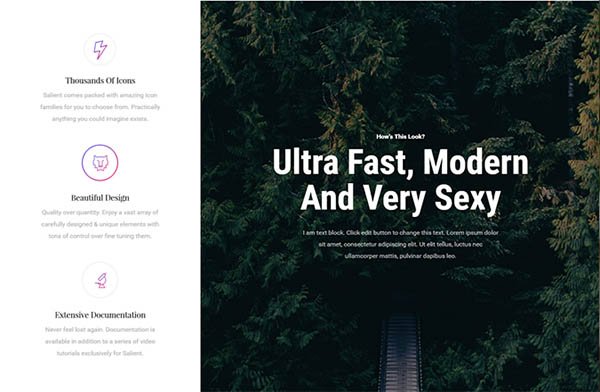 Thousands Of Icons
Salient comes packed with amazing icon
families for you to choose from. Practically
anything you could imagine exists.
Beautiful Design
Quality over quantity. Enjoy a vast array of
carefully designed & unique elements with
tons of control over fine tuning them.
Extensive Documentation
Never feel lost again. Documentation is
available in addition to a series of video
tutorials exclusively for Salient.
How's This Look?
Ultra Fast, Modern
And Very Sexy
I am text block. Click edit button to change this text. Lorem ipsum dolor
sit amet, consectetur adipiscing elit. Ut elit tellus, luctus nec
ullamcorper mattis, pulvinar dapibus leo.